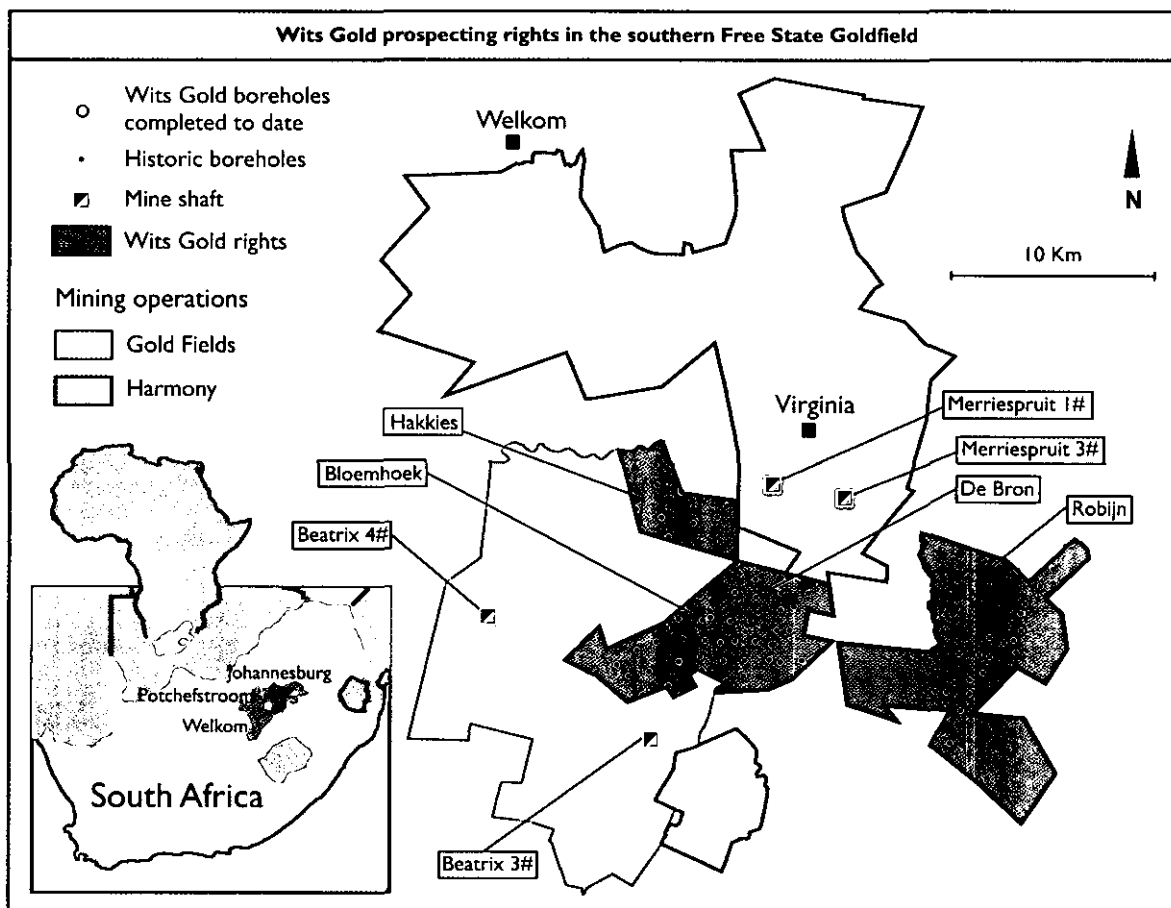 Wits Gold prospecting rights in the southern Free State Goldfield
Wits Gold boreholes
completed to date
Historic boreholes
Mine shaft
Wits Gold rights
Mining operations
Gold Fields
Harmony
Welkom
N
10 Km
Virginia
Merriespruit 1#
Merriespruit 3#
De Bron
Robijn
Hakkies
Bloemhoek
Beatrix 4#
Beatrix 3#
Johannesburg
Potchefstroom
Welkom
South Africa